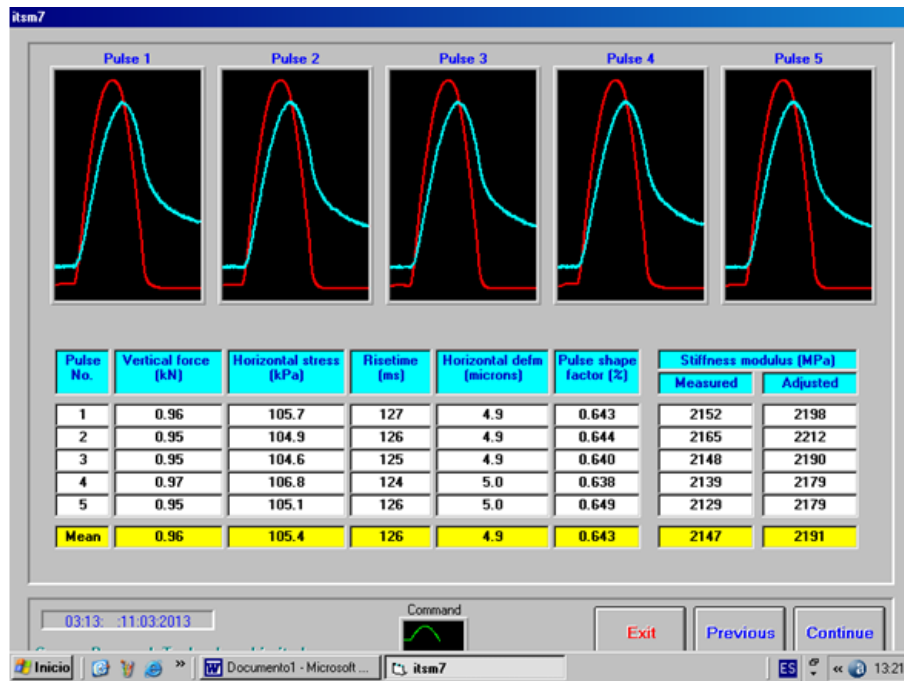 itsm7
Pulse 1 Pulse 2 Pulse 3 Pulse 4 Pulse 5
Pulse No. Vertical force (kN) Horizontal stress (kPa) Risetime (ms) Horizontal defm (microns) Pulse shape factor (%) Stiffness modulus (MPa)
Measured Adjusted
1 0.96 105.7 127 4.9 0.643 2152 2198
2 0.95 104.9 126 4.9 0.644 2165 2212
3 0.95 104.6 125 4.9 0.640 2148 2190
4 0.97 106.8 124 5.0 0.638 2139 2179
5 0.95 105.1 126 5.0 0.649 2129 2179
Mean 0.96 105.4 126 4.9 0.643 2147 2191
03:13: :11:03:2013
Command
Exit Previous Continue
Inicio » Documento1 - Microsoft ... itsm7 ES « 13:21